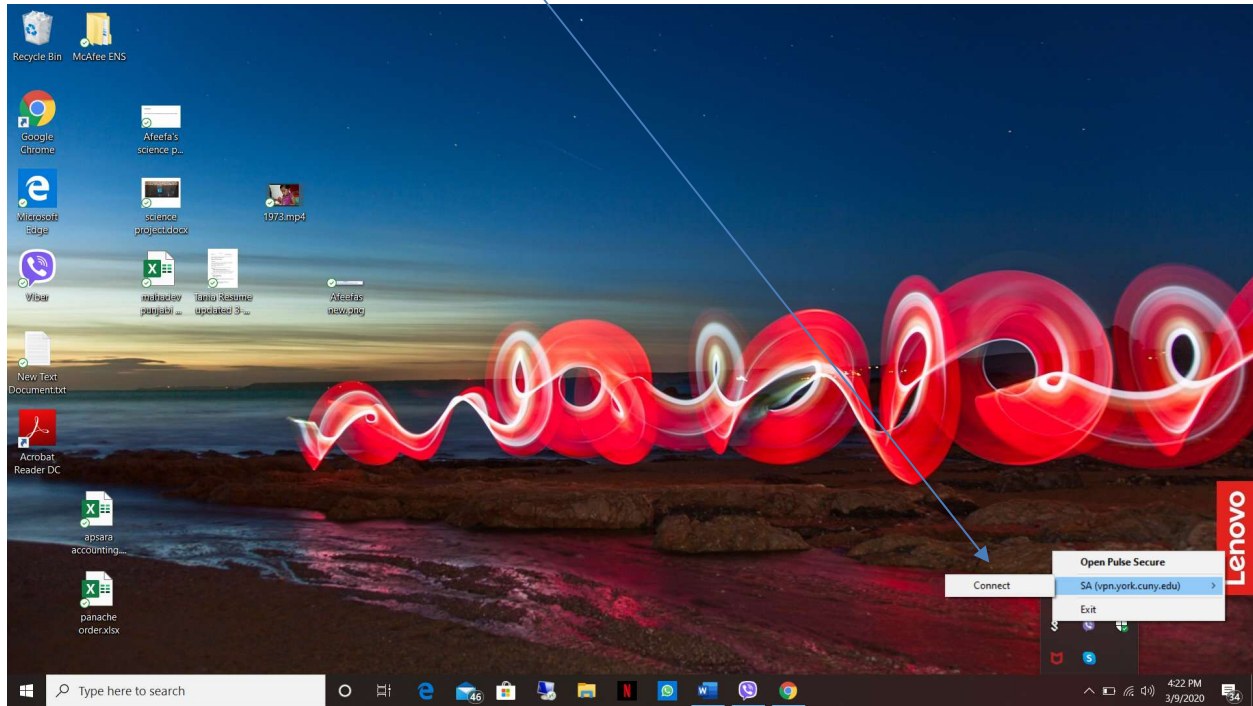 Recycle Bin
McAfee ENS
Google
Chrome
Afeefa's
science p...
Microsoft
Edge
science
project.docx
1973.mp4
Viber
mahadev
punjabi ...
Tania Resume
updated 3-...
Afeefas
new.png
New Text
Document.txt
Acrobat
Reader DC
apsara
accounting....
panache
order.xlsx
Lenovo
Open Pulse Secure
Connect
SA (vpn.york.cuny.edu) >
Exit
Type here to search
46
4:22 PM
3/9/2020
34